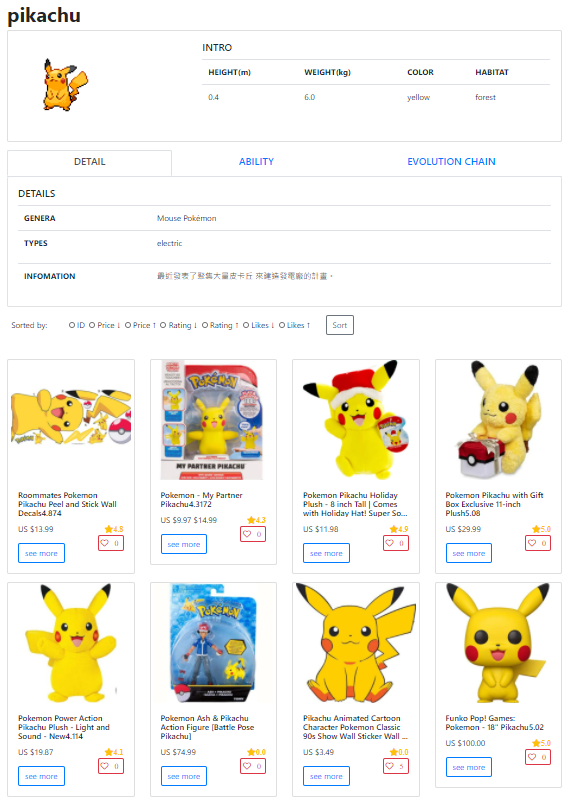 pikachu
INTRO
HEIGHT(m) WEIGHT(kg) COLOR HABITAT
0.4 6.0 yellow forest
DETAIL ABILITY EVOLUTION CHAIN
DETAILS
GENERA Mouse Pokémon
TYPES electric
INFOMATION 最近發表了聚集大量皮卡丘 來建造發電廠的計畫。
Sorted by: ID Price ↓ Price ↑ Rating ↓ Rating ↑ Likes ↓ Likes ↑ Sort
Pokémon
MY PARTNER PIKACHU
Roommates Pokemon
Pikachu Peel and Stick Wall
Decals4.874
US $13.99
4.8
0
see more
Pokemon - My Partner
Pikachu4.3172
US $9.97 $14.99
4.3
0
see more
Pokemon Pikachu Holiday
Plush - 8 inch Tall | Comes
with Holiday Hat! Super So...
US $11.98
4.9
0
see more
Pokemon Pikachu with Gift
Box Exclusive 11-inch
Plush5.08
US $29.99
5.0
0
see more
Pokémon
Pokemon Power Action
Pikachu Plush - Light and
Sound - New4.114
US $19.87
4.1
0
see more
Pokemon Ash & Pikachu
Action Figure [Battle Pose
Pikachu]
US $74.99
0.0
0
see more
Pikachu Animated Cartoon
Character Pokemon Classic
90s Show Wall Sticker Wall ...
US $3.49
0.0
5
see more
Funko Pop! Games:
Pokemon - 18" Pikachu5.02
US $100.00
5.0
0
see more